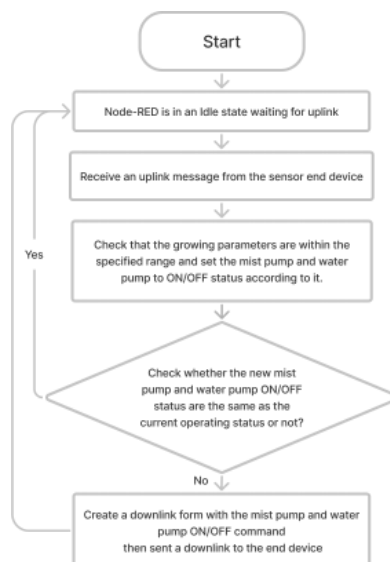 Start
Node-RED is in an Idle state waiting for uplink
Receive an uplink message from the sensor end device
Check that the growing parameters are within the
specified range and set the mist pump and water
pump to ON/OFF status according to it.
Yes
Check whether the new mist
pump and water pump ON/OFF
status are the same as the
current operating status or not?
No
Create a downlink form with the mist pump and water
pump ON/OFF command
then sent a downlink to the end device